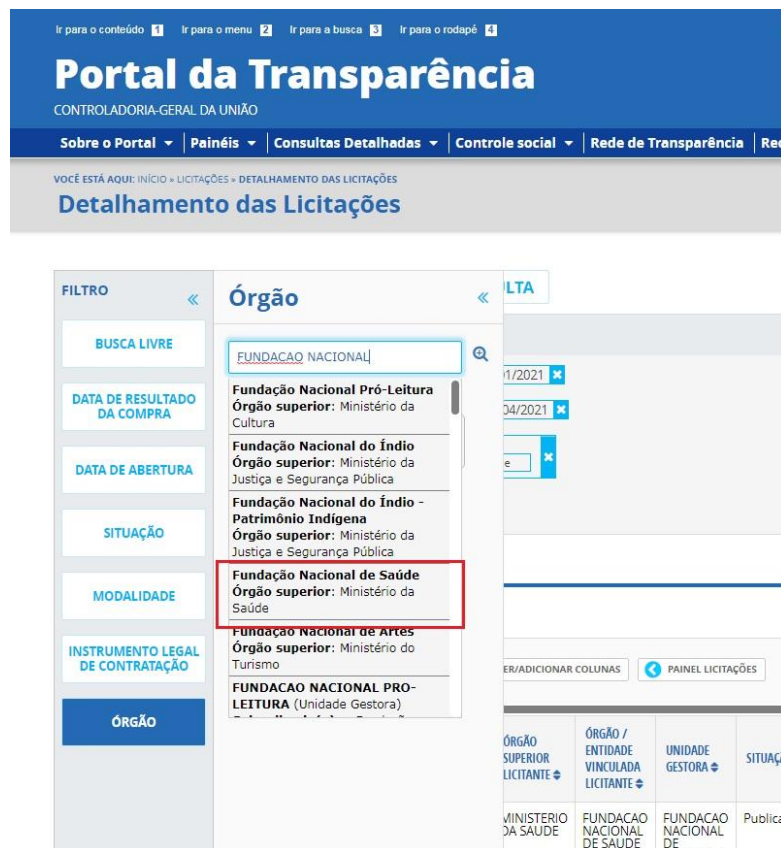 Ir para o conteúdo 1 Ir para o menu 2 Ir para a busca 3 Ir para o rodapé 4
Portal da Transparência
CONTROLADORIA-GERAL DA UNIÃO
Sobre o Portal Painéis Consultas Detalhadas Controle social Rede de Transparência
VOCÊ ESTÁ AQUI: INÍCIO » LICITAÇÕES » DETALHAMENTO DAS LICITAÇÕES
Detalhamento das Licitações
FILTRO «
BUSCA LIVRE
DATA DE RESULTADO
DA COMPRA
DATA DE ABERTURA
SITUAÇÃO
MODALIDADE
INSTRUMENTO LEGAL
DE CONTRATAÇÃO
ÓRGÃO
Órgão «
FUNDACAO NACIONAL
Fundação Nacional Pró-Leitura
Órgão superior: Ministério da
Cultura
Fundação Nacional do Índio
Órgão superior: Ministério da
Justiça e Segurança Pública
Fundação Nacional do Índio -
Patrimônio Indígena
Órgão superior: Ministério da
Justiça e Segurança Pública
Fundação Nacional de Saúde
Órgão superior: Ministério da
Saúde
Fundação Nacional de Artes
Órgão superior: Ministério do
Turismo
FUNDACAO NACIONAL PRO-
LEITURA (Unidade Gestora)
LTA
01/2021
04/2021
e
ER/ADICIONAR COLUNAS PAINEL LICITAÇÕES
ÓRGÃO
SUPERIOR
LICITANTE
ÓRGÃO /
ENTIDADE
VINCULADA
LICITANTE
UNIDADE
GESTORA
SITUAÇ
MINISTERIO
DA SAUDE
FUNDACAO
NACIONAL
DE SAUDE
FUNDACAO
NACIONAL
DE
Publica